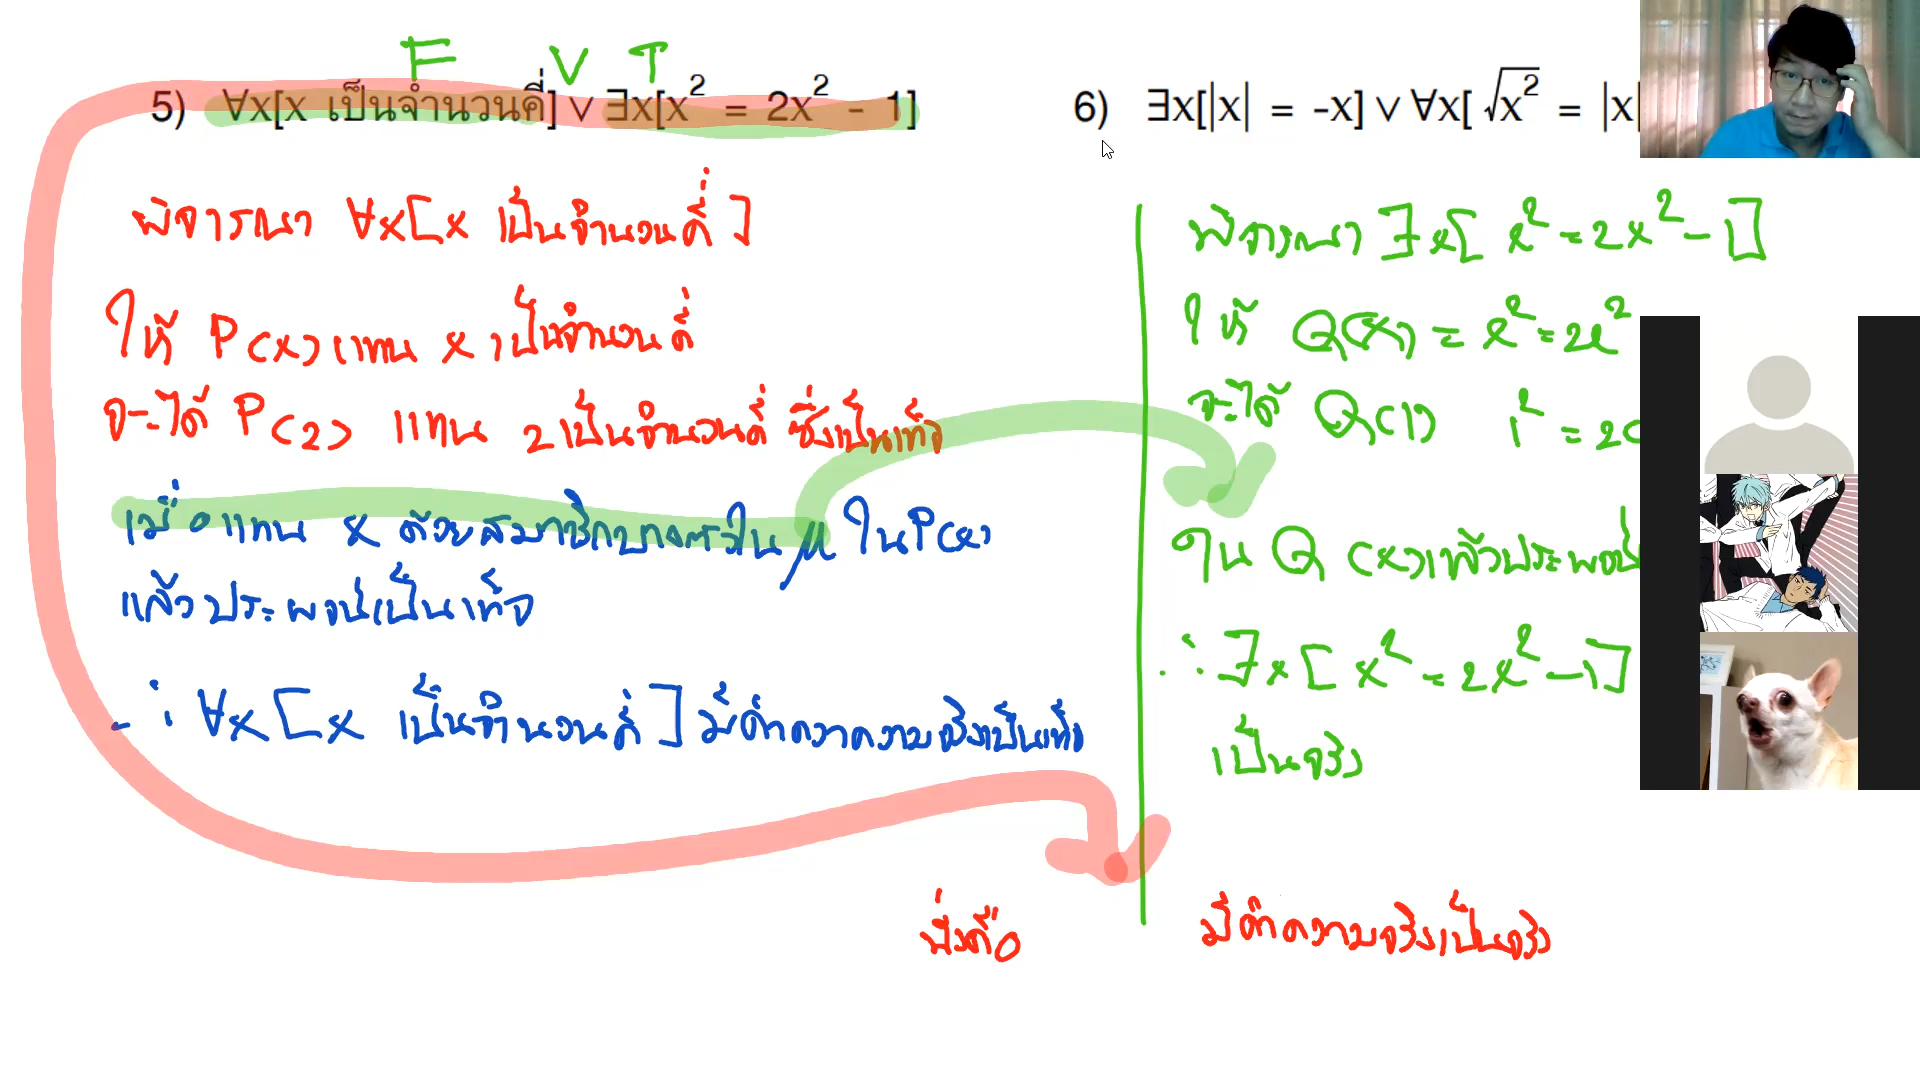 F V T
5) ∀x[x เป็นจำนวนคี่] ∨ ∃x[x² = 2x² - 1]
6) ∃x[|x| = -x] ∨ ∀x[ √x² = |x|
พิจารณา ∀x[x เป็นจำนวนคี่]
ให้ P(x) แทน x เป็นจำนวนคี่
จะได้ P(2) แทน 2 เป็นจำนวนคี่ ซึ่งเป็นเท็จ
เมื่อแทน x ด้วยสมาชิกบางตัวใน μ ใน P(x)
แล้วประพจน์เป็นเท็จ
∴ ∀x[x เป็นจำนวนคี่] มีค่าความจริงเป็นเท็จ
พิจารณา ∃x[x² = 2x² - 1]
ให้ Q(x) = x² = 2x²
จะได้ Q(1) 1² = 2(
ใน Q(x) แล้วประพจน์
∴ ∃x[x² = 2x² - 1]
เป็นจริง
มีค่าความจริงเป็นจริง